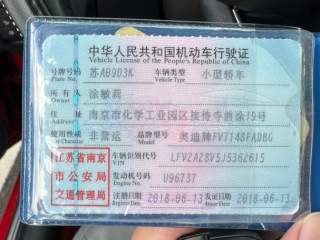 中华人民共和国机动车行驶证
Vehicle License of the People's Republic of China
号牌号码 苏A09D3K 车辆类型 小型轿车
Plate No. Vehicle Type
所有人 徐敏莉
Owner
住址 南京市化学工业园区接待寺游涂19号
Address
使用性质 非营运 品牌型号 奥迪牌FV7148FADBG
Use Character Model
江苏省南京
市公安局
交通管理局
车辆识别代号 LFV2A28V5J5362615
VIN
发动机号码 U96737
Engine No.
注册日期 2018-06-13 发证日期 2018-06-13
Register Date Issue Date